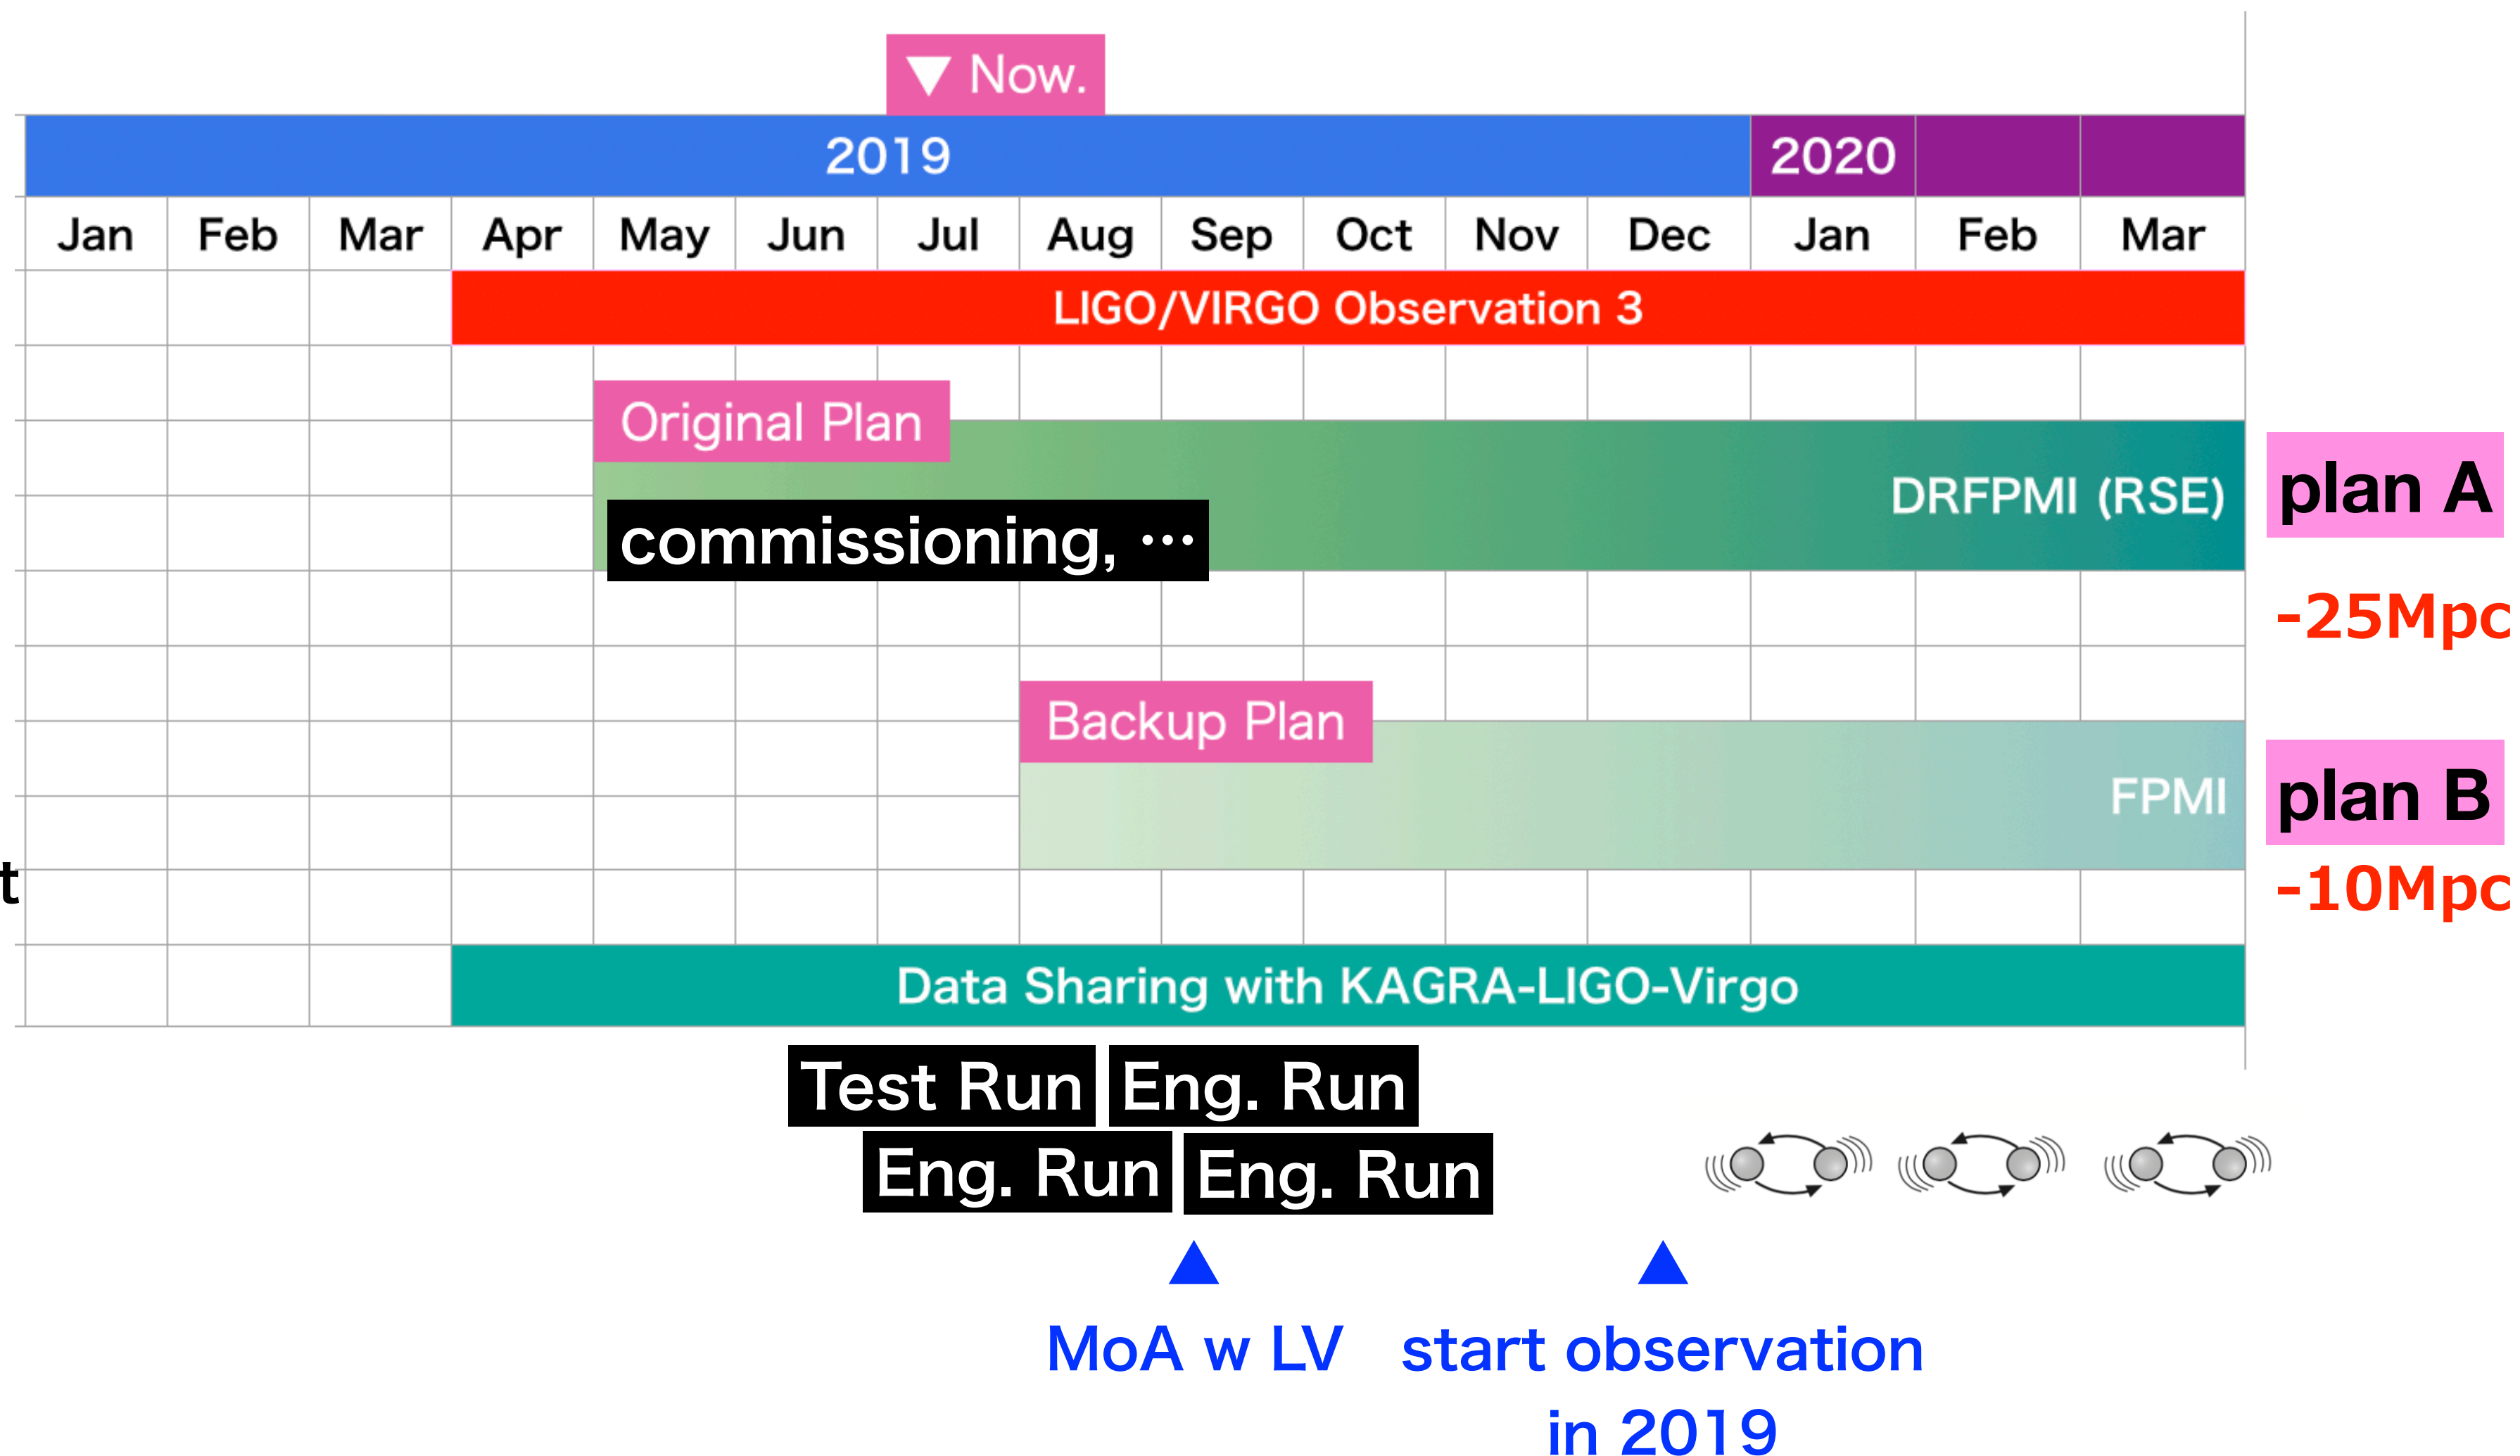 ▼ Now.
2019 2020
Jan Feb Mar Apr May Jun Jul Aug Sep Oct Nov Dec Jan Feb Mar
LIGO/VIRGO Observation 3
Original Plan
DRFPMI (RSE)
plan A
commissioning, …
-25Mpc
Backup Plan
FPMI
plan B
t
-10Mpc
Data Sharing with KAGRA-LIGO-Virgo
Test Run Eng. Run
Eng. Run Eng. Run
MoA w LV start observation
in 2019